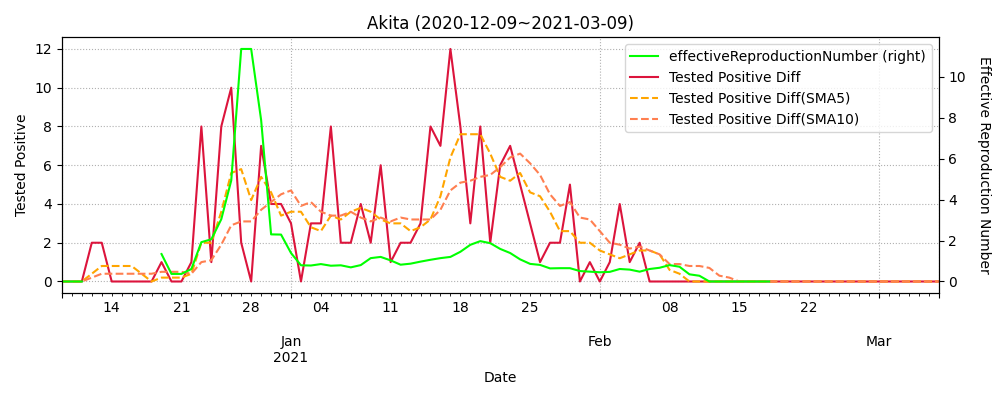 Akita (2020-12-09~2021-03-09)
effectiveReproductionNumber (right)
Tested Positive Diff
Tested Positive Diff(SMA5)
Tested Positive Diff(SMA10)
Tested Positive
12
10
8
6
4
2
0
Effective Reproduction Number
10
8
6
4
2
0
14 21 28 04 11 18 25 08 15 22
Jan Feb Mar
2021
Date